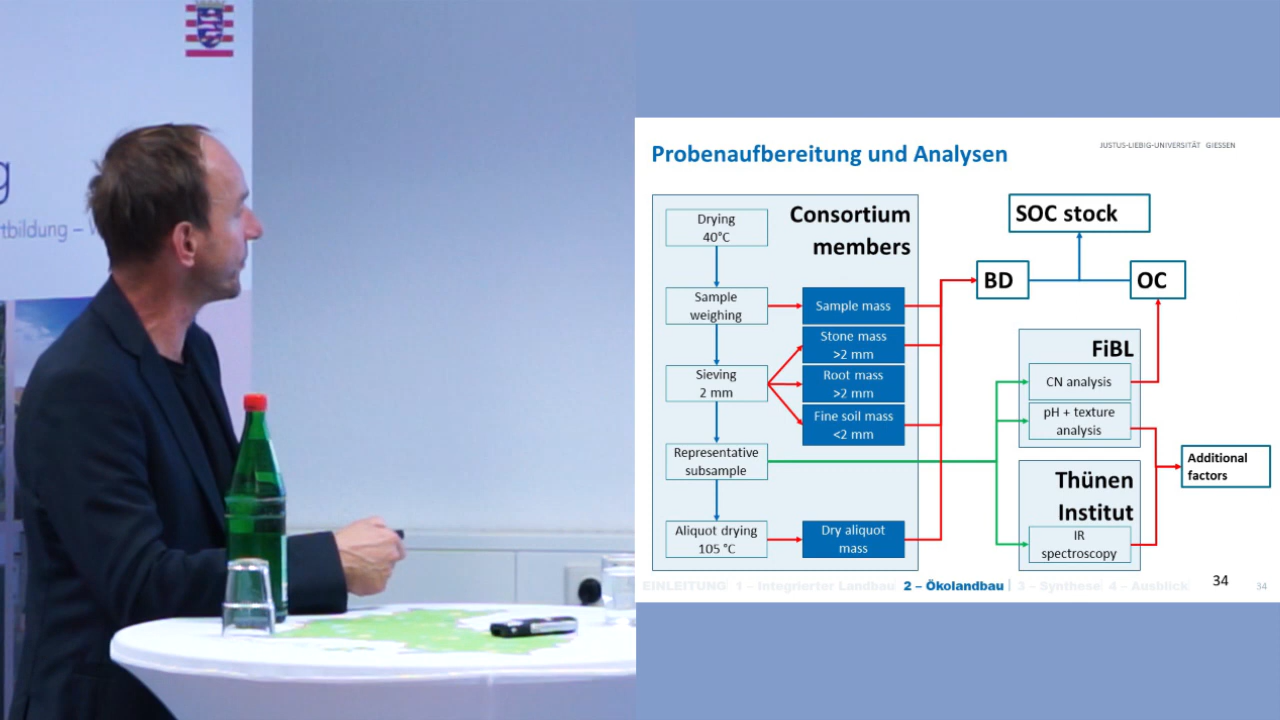 g
tbildung –
Probenaufbereitung und Analysen
JUSTUS-LIEBIG-UNIVERSITÄT GIESSEN
Consortium
members
Drying
40°C
Sample
weighing
Sample mass
Stone mass
>2 mm
Sieving
2 mm
Root mass
>2 mm
Fine soil mass
<2 mm
Representative
subsample
Aliquot drying
105 °C
Dry aliquot
mass
SOC stock
BD
OC
FiBL
CN analysis
pH + texture
analysis
Thünen
Institut
IR
spectroscopy
Additional
factors
EINLEITUNG 1 – Integrierter Landbau 2 – Ökolandbau 3 – Synthese 4 – Ausblick
34
34